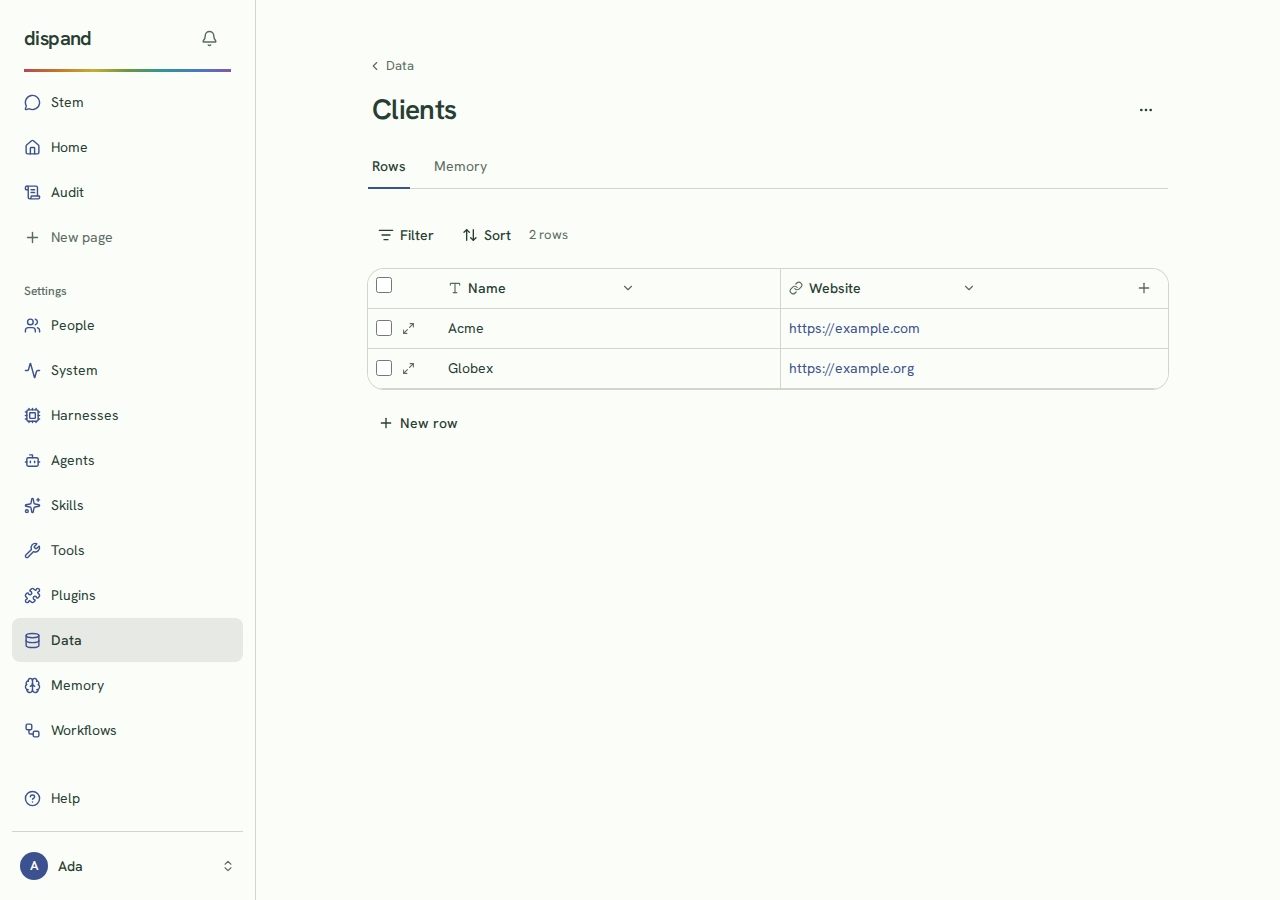 dispand
Stem
Home
Audit
New page
Settings
People
System
Harnesses
Agents
Skills
Tools
Plugins
Data
Memory
Workflows
Help
A
Ada
Data
Clients
Rows
Memory
Filter
Sort
2 rows
Name
Website
Acme
https://example.com
Globex
https://example.org
New row